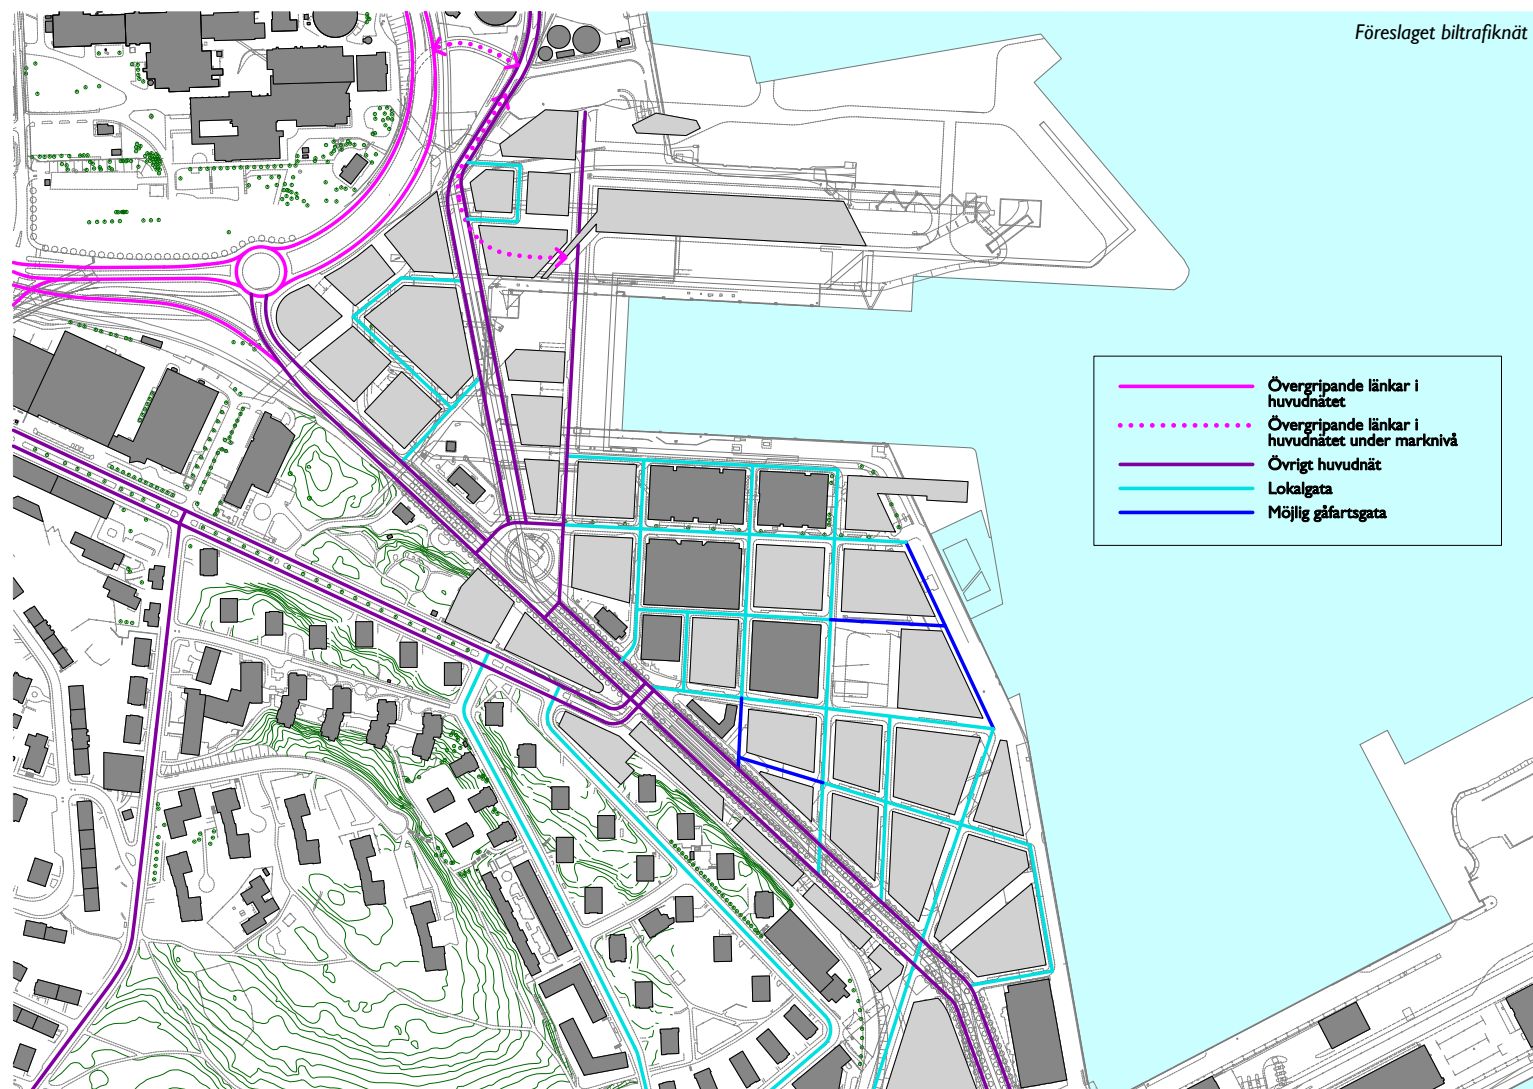 Föreslaget biltrafiknät
Övergripande länkar i
huvudnätet
Övergripande länkar i
huvudnätet under marknivå
Övrigt huvudnät
Lokalgata
Möjlig gåfartsgata